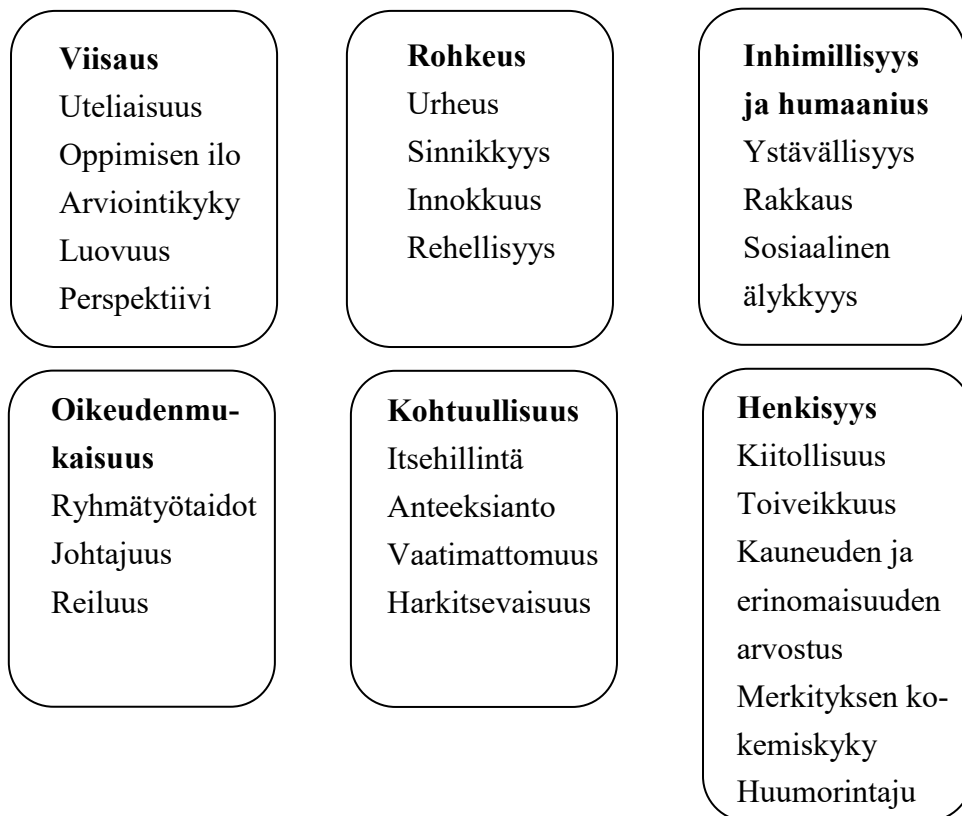 Viisaus
Uteliaisuus
Oppimisen ilo
Arviointikyky
Luovuus
Perspektiivi
Rohkeus
Urheus
Sinnikkyys
Innokkuus
Rehellisyys
Inhimillisyys
ja humaanius
Ystävällisyys
Rakkaus
Sosiaalinen
älykkyys
Oikeudenmu-
kaisuus
Ryhmätyötaidot
Johtajuus
Reiluus
Kohtuullisuus
Itsehillintä
Anteeksianto
Vaatimattomuus
Harkitsevaisuus
Henkisyys
Kiitollisuus
Toiveikkuus
Kauneuden ja
erinomaisuuden
arvostus
Merkityksen ko-
kemiskyky
Huumorintaju